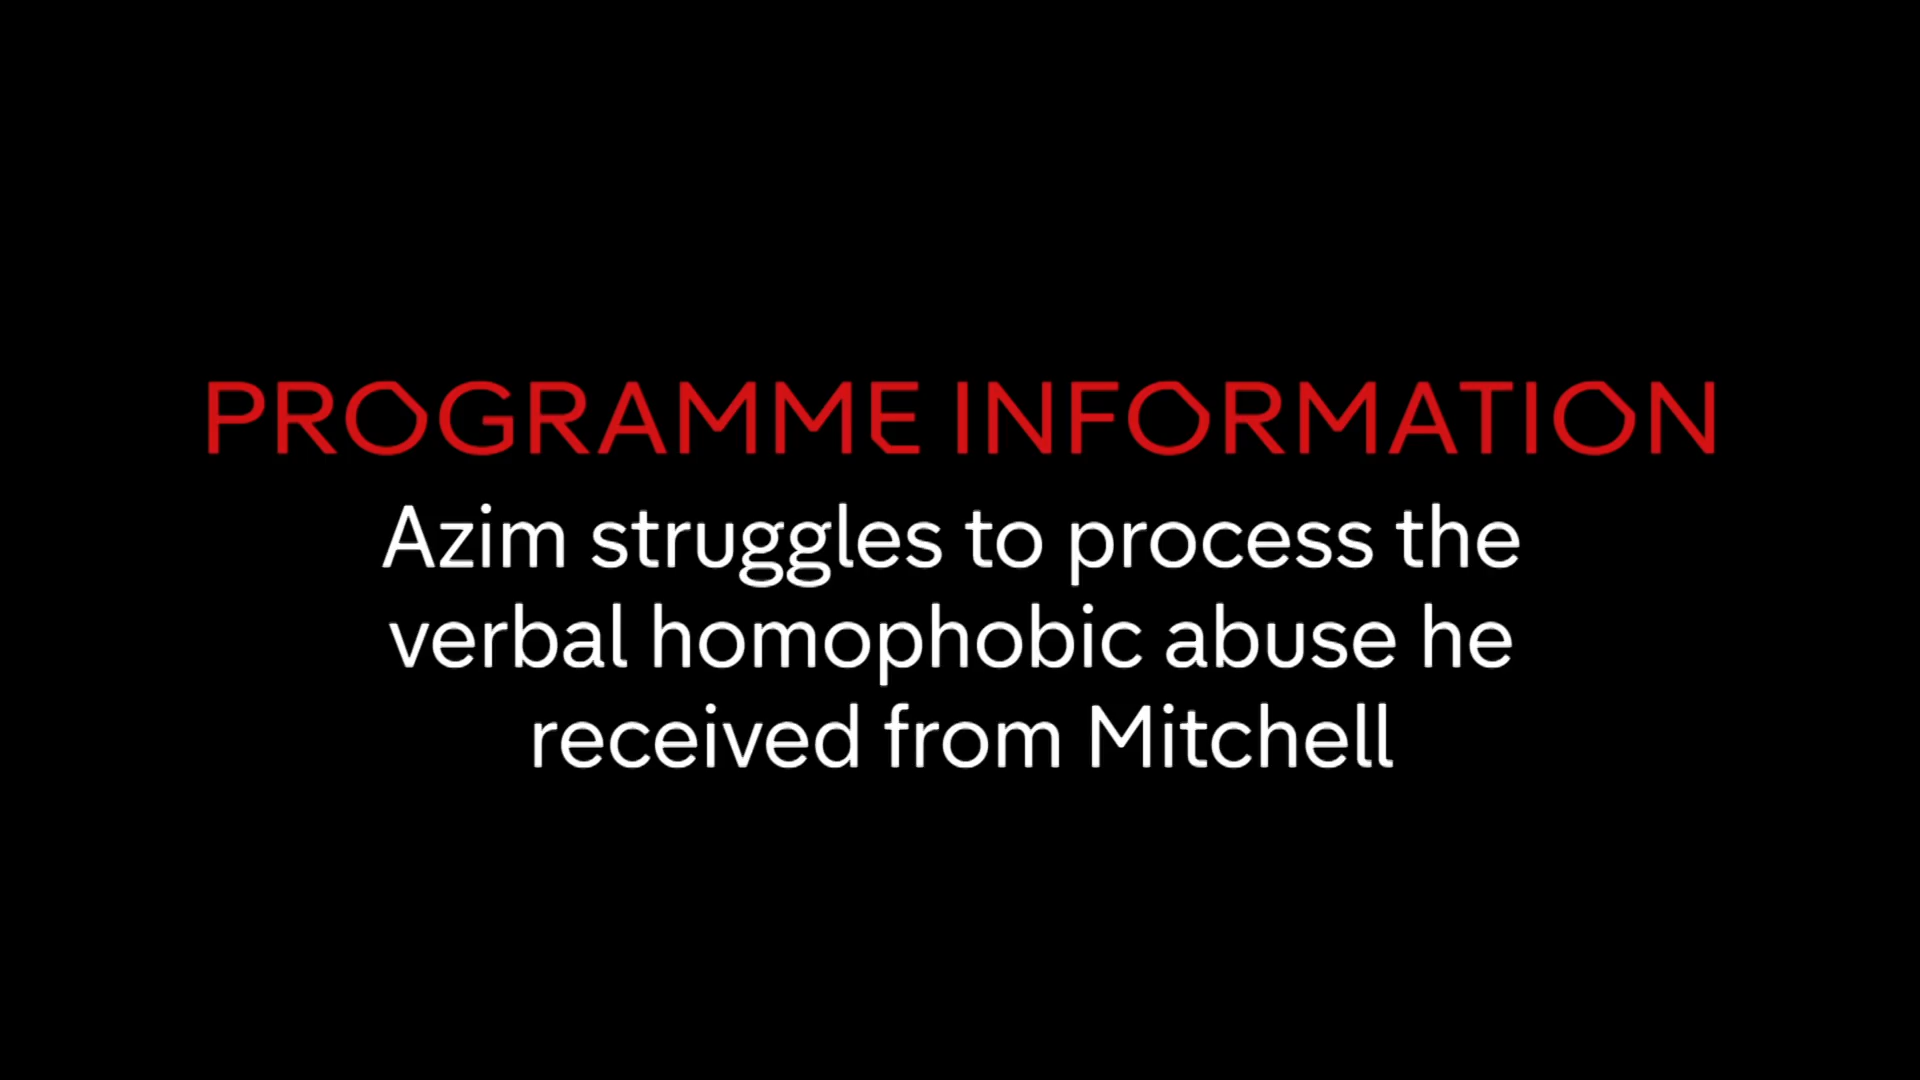 PROGRAMME INFORMATION
Azim struggles to process the
verbal homophobic abuse he
received from Mitchell